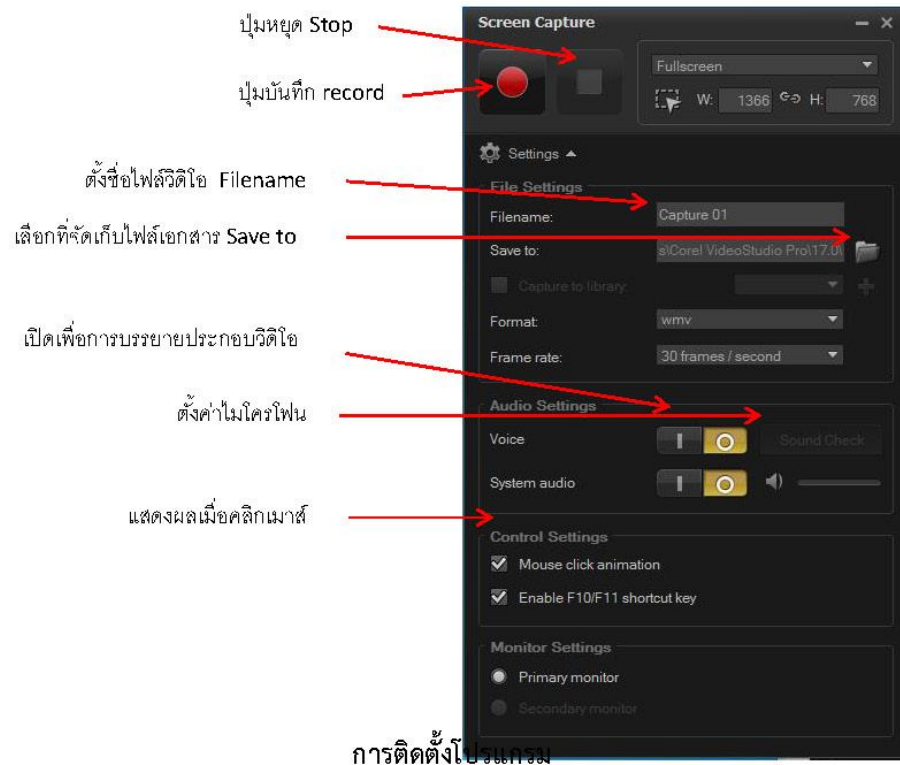 ปุ่มหยุด Stop
ปุ่มบันทึก record
ตั้งชื่อไฟล์วิดิโอ Filename
เลือกที่จัดเก็บไฟล์เอกสาร Save to
เปิดเพื่อการบรรยายประกอบวิดิโอ
ตั้งค่าไมโครโฟน
แสดงผลเมื่อคลิกเมาส์
Screen Capture
Fullscreen
W: 1366 H: 768
Settings
File Settings
Filename: Capture 01
Save to: s\Corel VideoStudio Pro\17.0\
Capture to library:
Format: wmv
Frame rate: 30 frames / second
Audio Settings
Voice Sound Check
System audio
Control Settings
Mouse click animation
Enable F10/F11 shortcut key
Monitor Settings
Primary monitor
Secondary monitor
การติดตั้งโปรแกรม